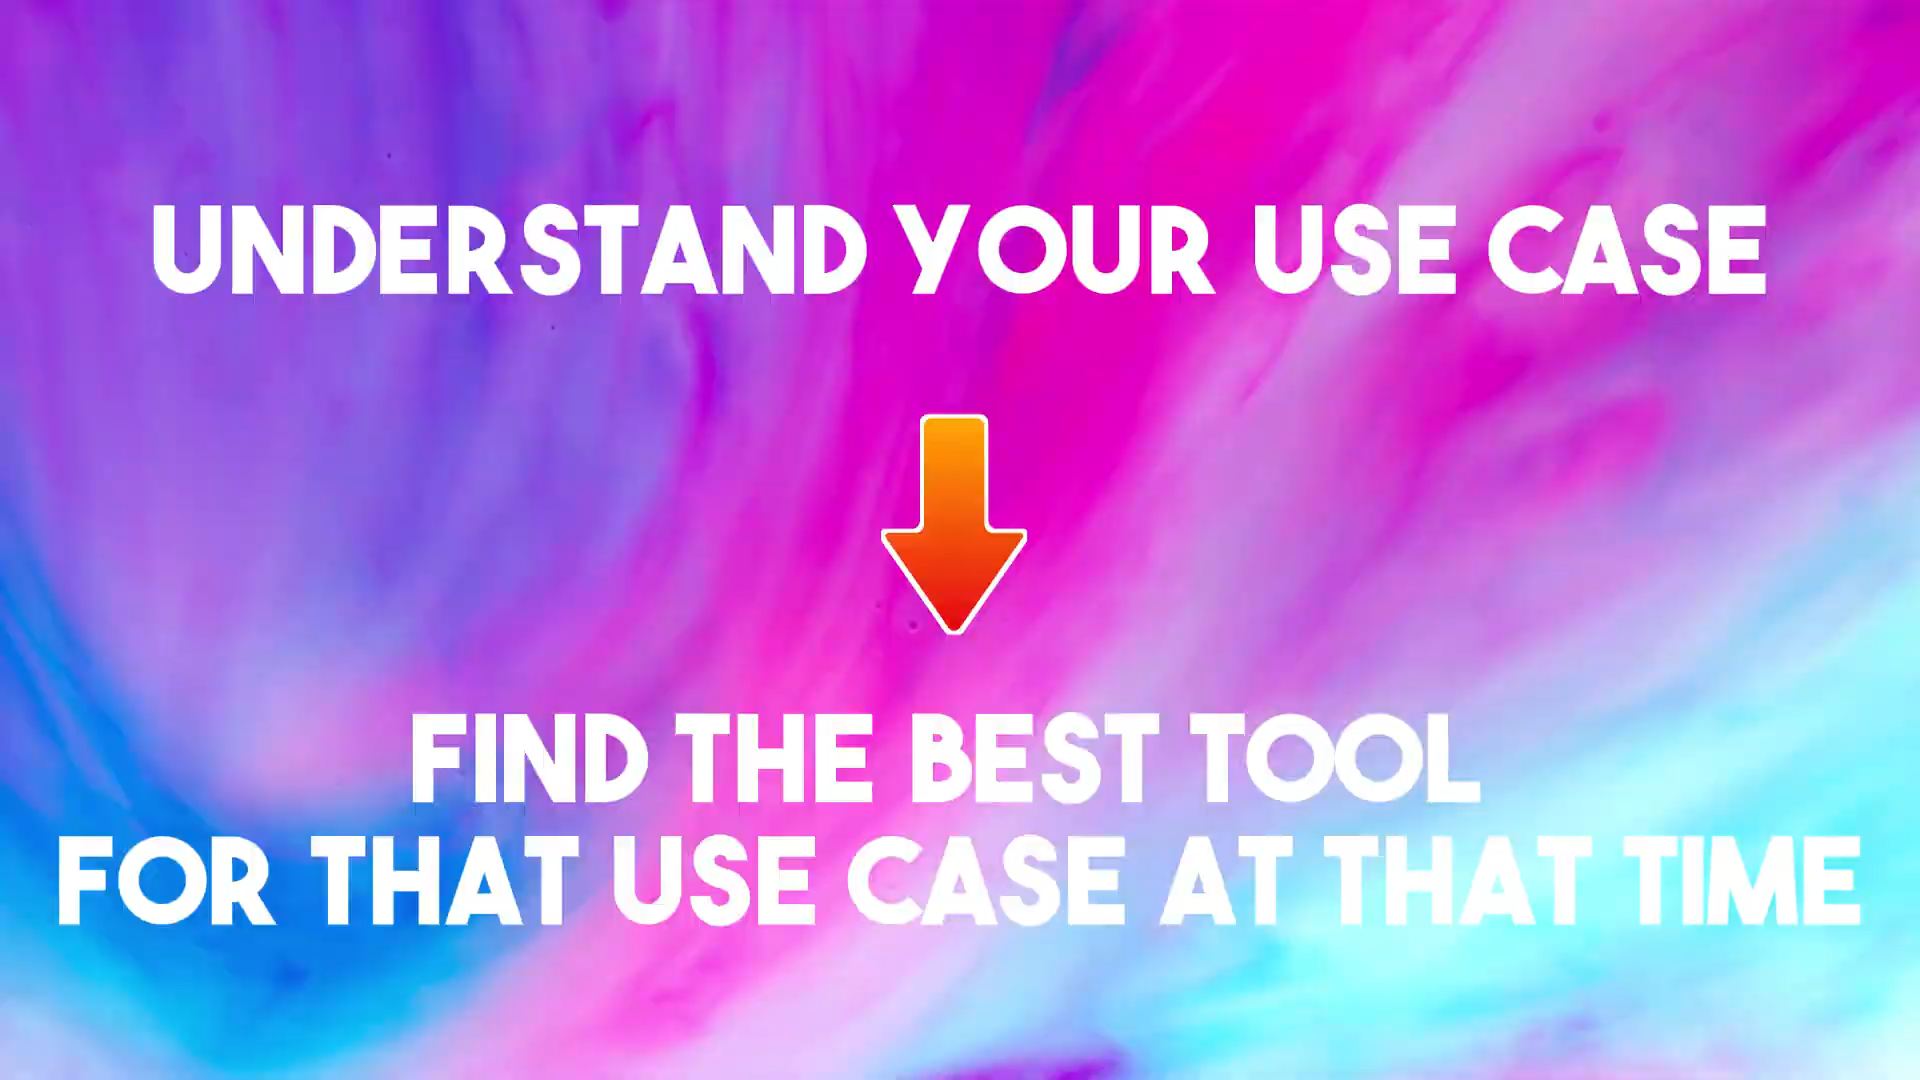 UNDERSTAND YOUR USE CASE
FIND THE BEST TOOL
FOR THAT USE CASE AT THAT TIME